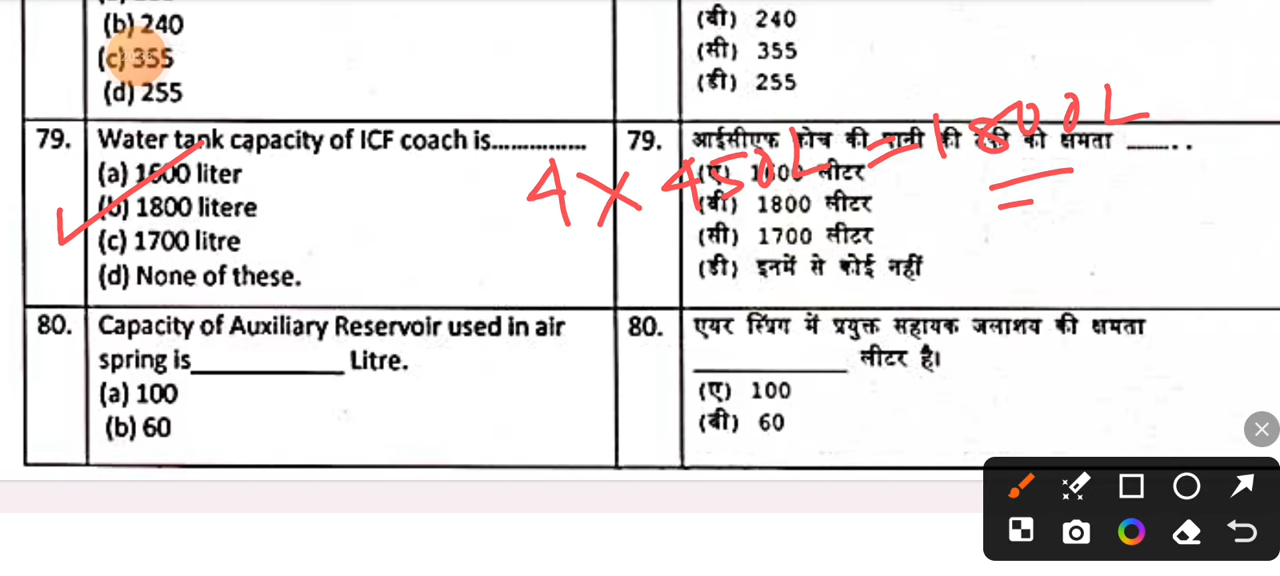 (b) 240
(c) 355
(d) 255
79. Water tank capacity of ICF coach is...............
(a) 1600 liter
(b) 1800 litere
(c) 1700 litre
(d) None of these.
80. Capacity of Auxiliary Reservoir used in air
spring is____________ Litre.
(a) 100
(b) 60
(बी) 240
(सी) 355
(डी) 255
79. आईसीएफ कोच की पानी की टंकी की क्षमता ........
(ए) 1600 लीटर
(बी) 1800 लीटर
(सी) 1700 लीटर
(डी) इनमें से कोई नहीं
80. एयर स्प्रिंग में प्रयुक्त सहायक जलाशय की क्षमता
____________ लीटर है।
(ए) 100
(बी) 60
4 X 450L = 1800L